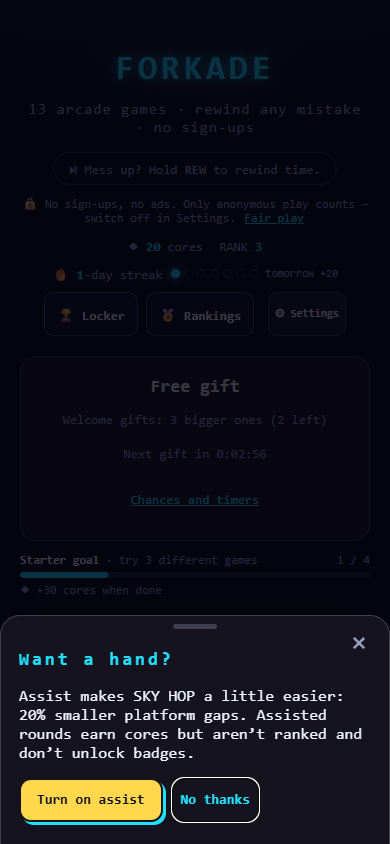 FORKADE
13 arcade games · rewind any mistake
· no sign-ups
⏯ Mess up? Hold REW to rewind time.
🔒 No sign-ups, no ads. Only anonymous play counts —
switch off in Settings. Fair play
◆ 20 cores RANK 3
🔥 1-day streak tomorrow +20
🏆 Locker 🏅 Rankings ⚙ Settings
Free gift
Welcome gifts: 3 bigger ones (2 left)
Next gift in 0:02:56
Chances and timers
Starter goal · try 3 different games 1 / 4
◆ +30 cores when done
✕
Want a hand?
Assist makes SKY HOP a little easier:
20% smaller platform gaps. Assisted
rounds earn cores but aren’t ranked and
don’t unlock badges.
Turn on assist No thanks